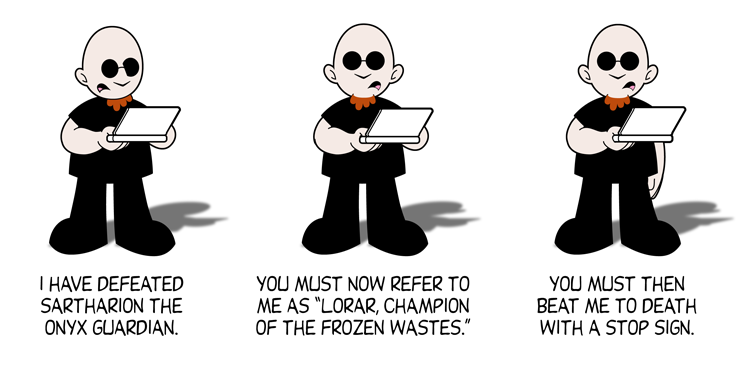 I HAVE DEFEATED
SARTHARION THE
ONYX GUARDIAN.
YOU MUST NOW REFER TO
ME AS "LORAR, CHAMPION
OF THE FROZEN WASTES."
YOU MUST THEN
BEAT ME TO DEATH
WITH A STOP SIGN.